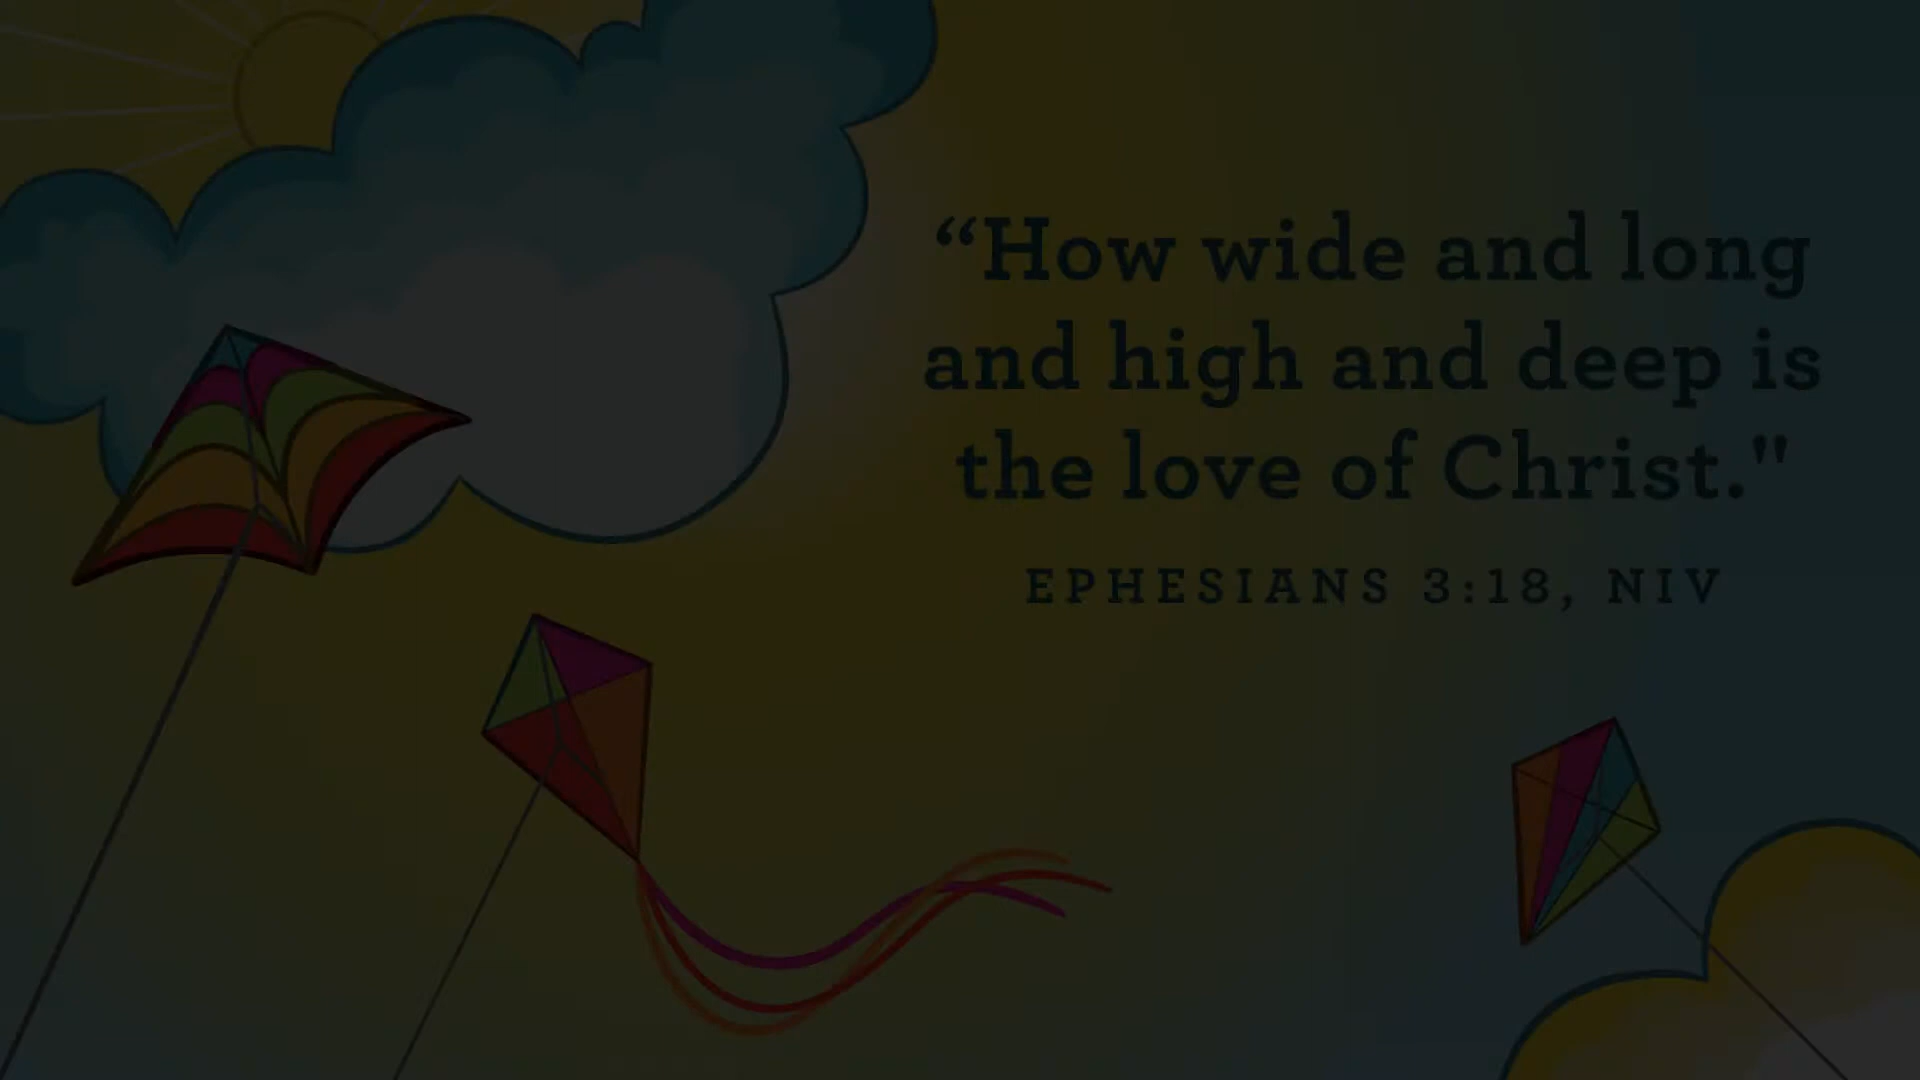 “How wide and long
and high and deep is
the love of Christ."
EPHESIANS 3:18, NIV